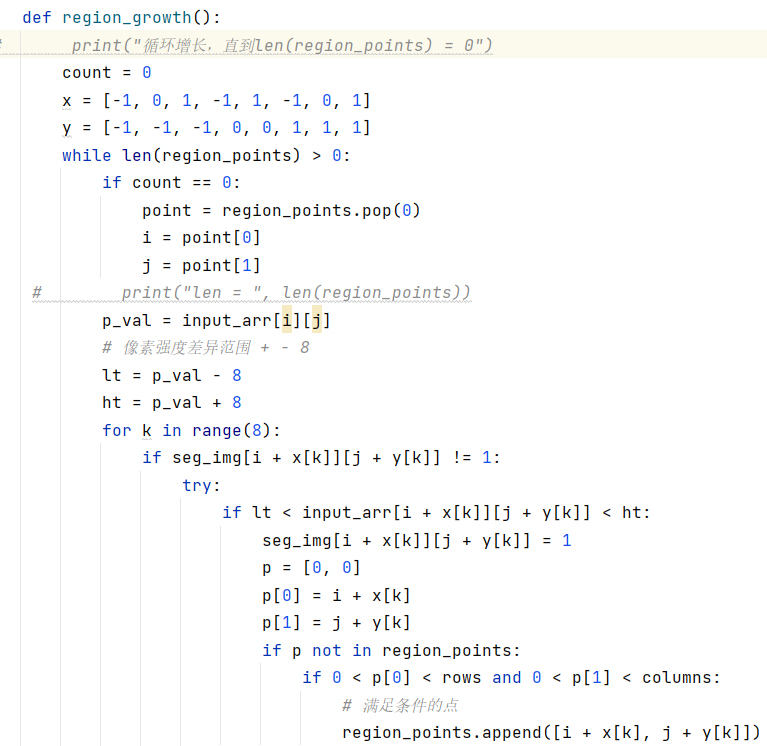 def region_growth():
#       print("循环增长，直到len(region_points) = 0")
    count = 0
    x = [-1, 0, 1, -1, 1, -1, 0, 1]
    y = [-1, -1, -1, 0, 0, 1, 1, 1]
    while len(region_points) > 0:
        if count == 0:
            point = region_points.pop(0)
            i = point[0]
            j = point[1]
 #        print("len = ", len(region_points))
        p_val = input_arr[i][j]
        # 像素强度差异范围 + - 8
        lt = p_val - 8
        ht = p_val + 8
        for k in range(8):
            if seg_img[i + x[k]][j + y[k]] != 1:
                try:
                    if lt < input_arr[i + x[k]][j + y[k]] < ht:
                        seg_img[i + x[k]][j + y[k]] = 1
                        p = [0, 0]
                        p[0] = i + x[k]
                        p[1] = j + y[k]
                        if p not in region_points:
                            if 0 < p[0] < rows and 0 < p[1] < columns:
                                # 满足条件的点
                                region_points.append([i + x[k], j + y[k]])